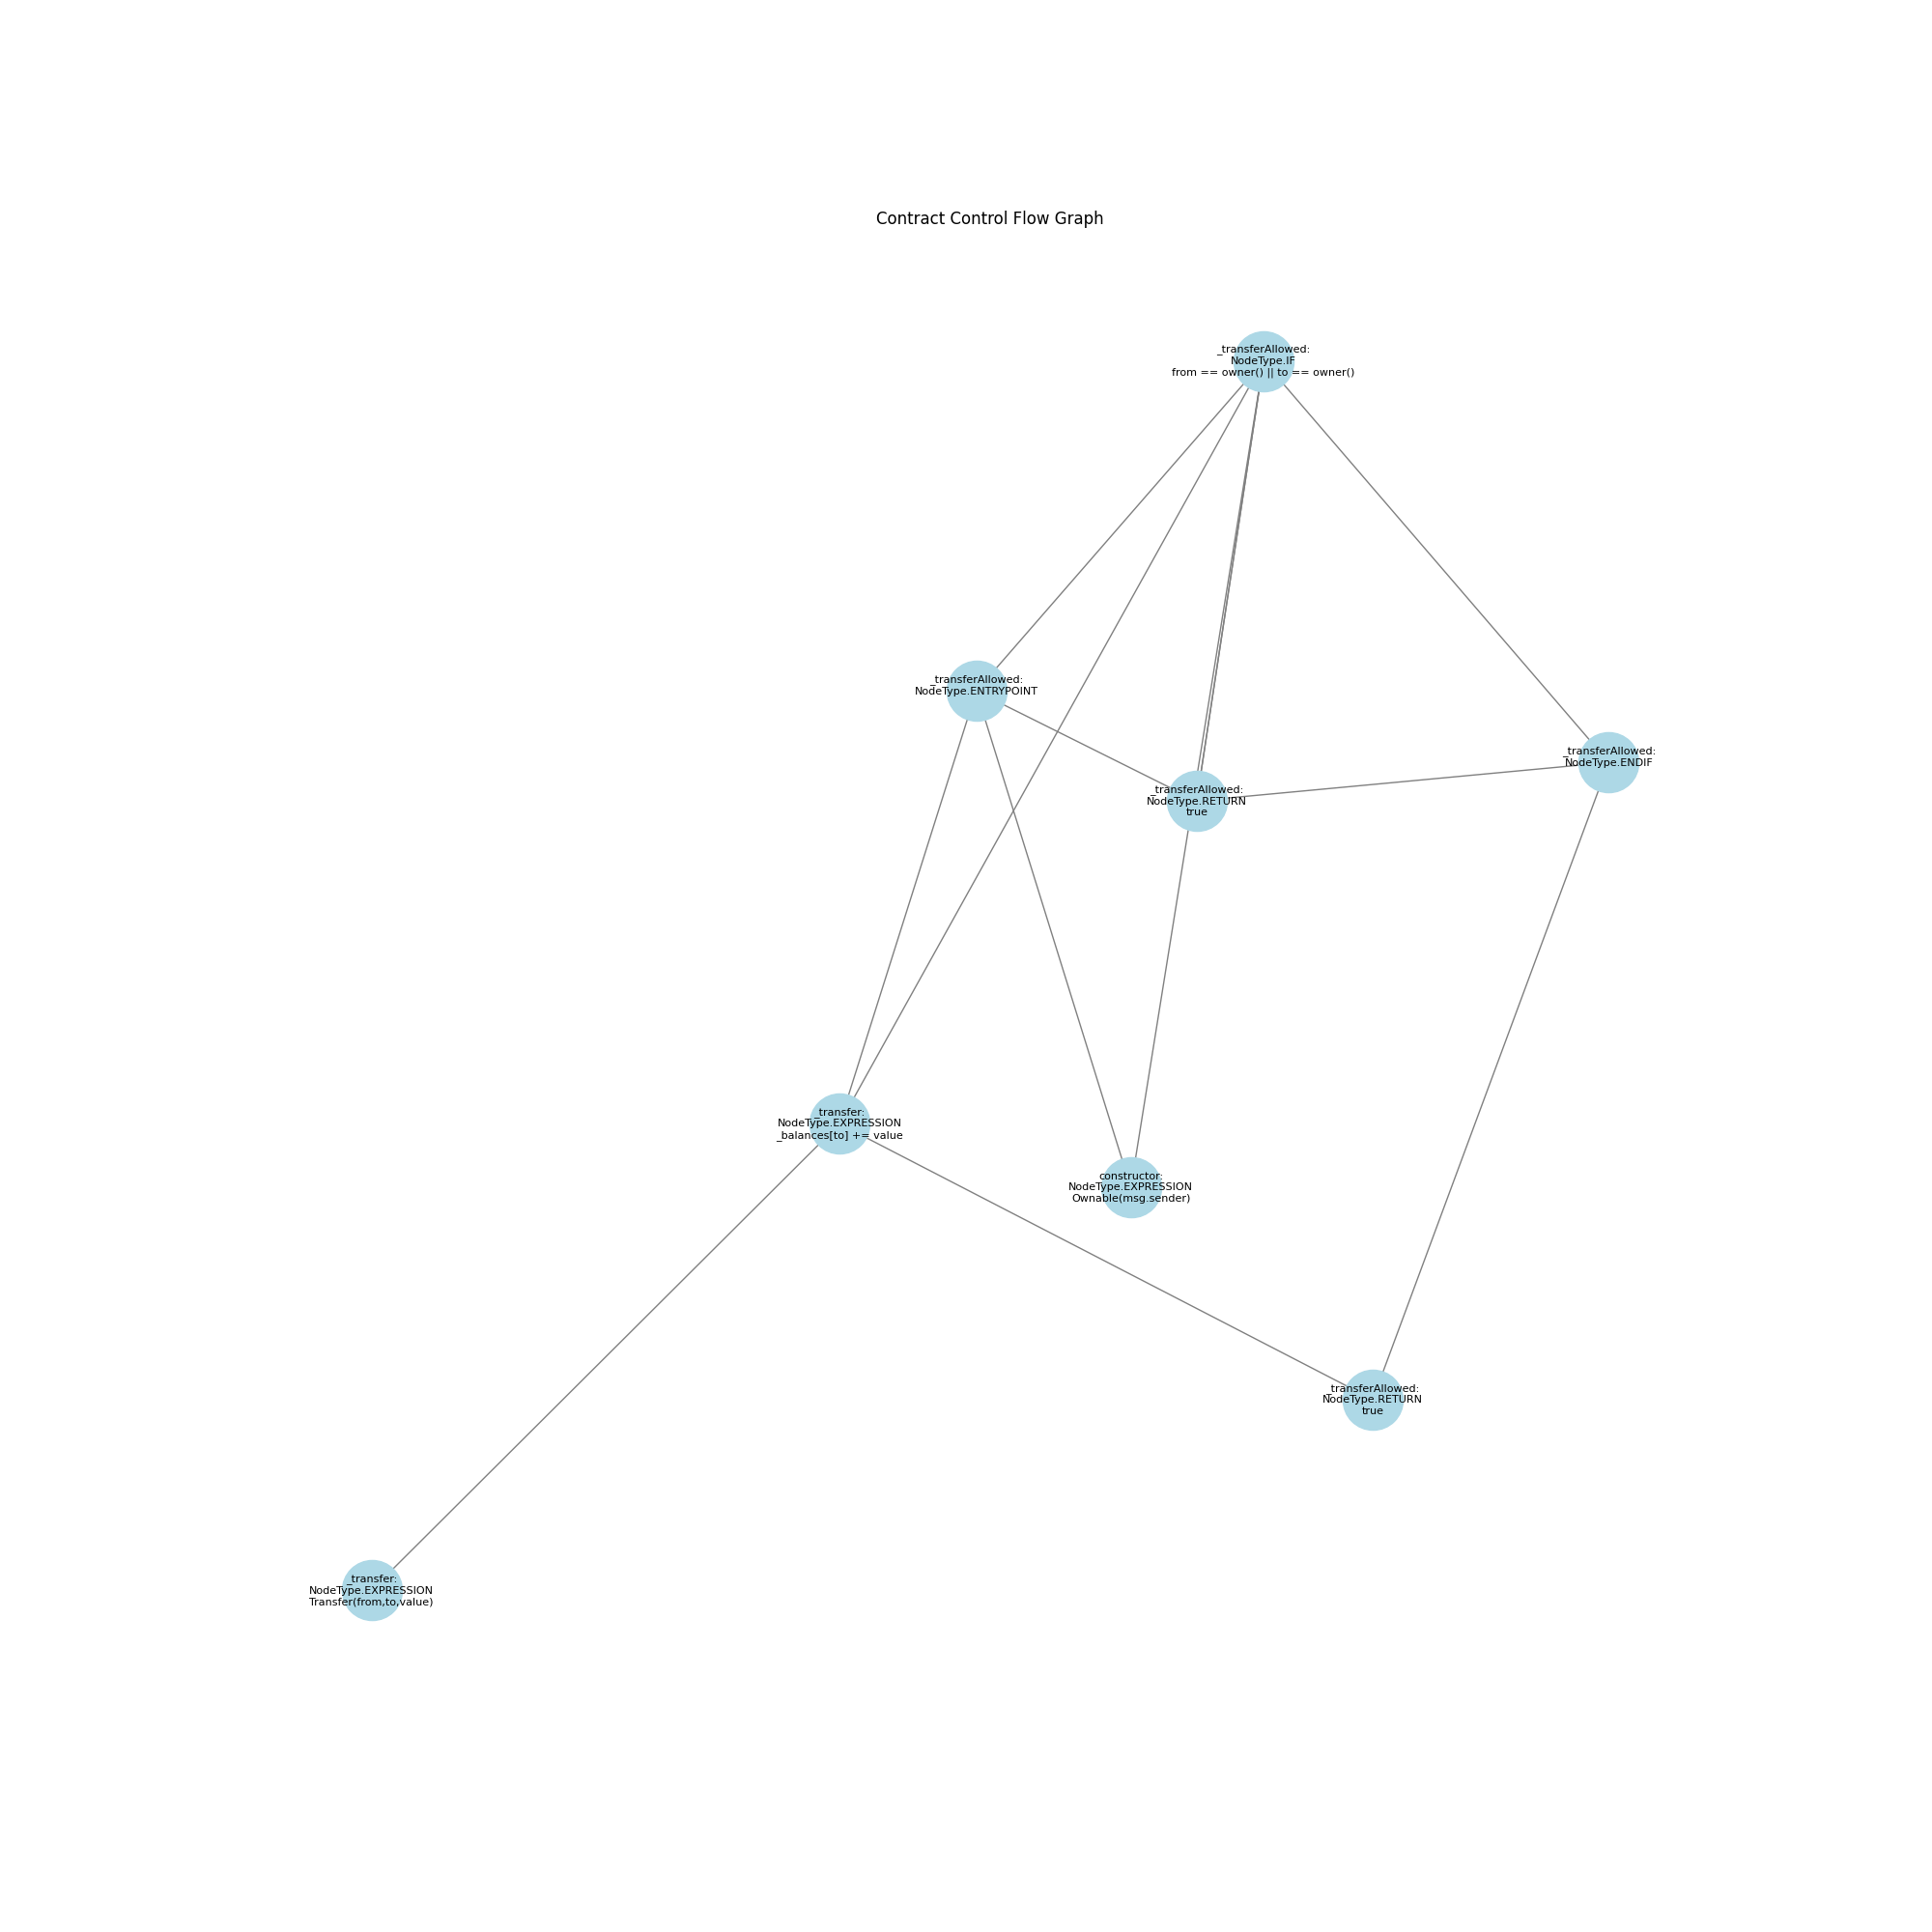 Contract Control Flow Graph
_transferAllowed:
NodeType.IF
from == owner() || to == owner()
_transferAllowed:
NodeType.ENTRYPOINT
_transferAllowed:
NodeType.ENDIF
_transferAllowed:
NodeType.RETURN
true
_transfer:
NodeType.EXPRESSION
_balances[to] += value
constructor:
NodeType.EXPRESSION
Ownable(msg.sender)
_transferAllowed:
NodeType.RETURN
true
_transfer:
NodeType.EXPRESSION
Transfer(from,to,value)